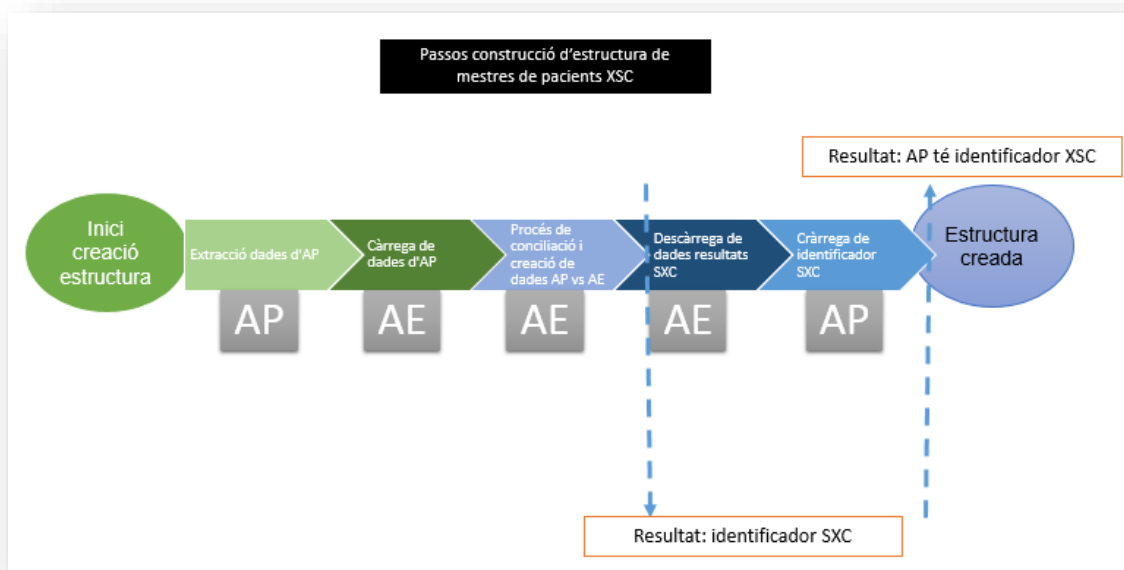 Passos construcció d'estructura de
mestres de pacients XSC
Resultat: AP té identificador XSC
Inici
creació
estructura
Extracció dades d'AP
Càrrega de
dades d'AP
Procés de
conciliació i
creació de
dades AP vs AE
Descàrrega de
dades resultats
SXC
Cràrrega de
identificador
SXC
Estructura
creada
AP
AE
AE
AE
AP
Resultat: identificador SXC